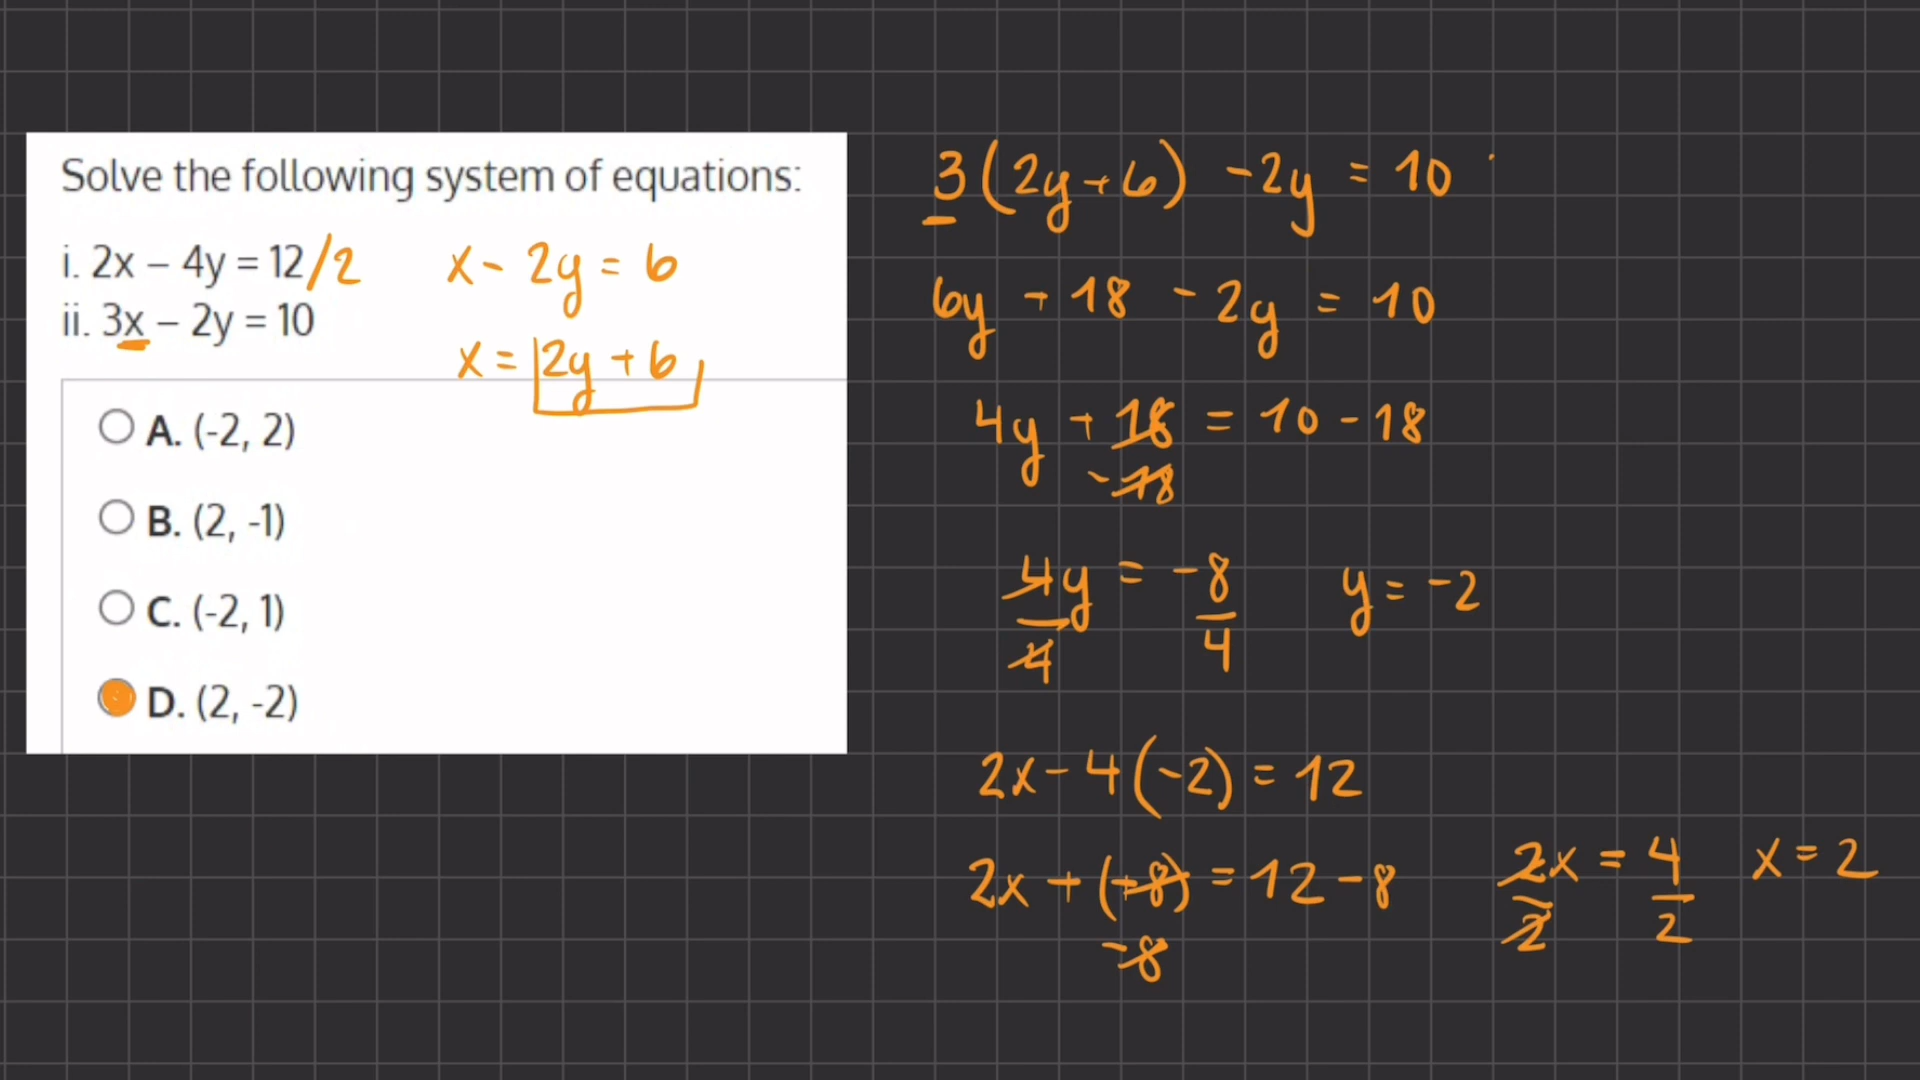 Solve the following system of equations:
i. 2x – 4y = 12 /2
ii. 3x – 2y = 10
x - 2y = 6
x = 2y + 6
A. (-2, 2)
B. (2, -1)
C. (-2, 1)
D. (2, -2)
3(2y+6) -2y = 10
6y + 18 - 2y = 10
4y + 18 = 10 - 18
-18
4y = -8 y = -2
4 4
2x - 4(-2) = 12
2x + (+8) = 12 - 8 2x = 4 x = 2
-8 2 2